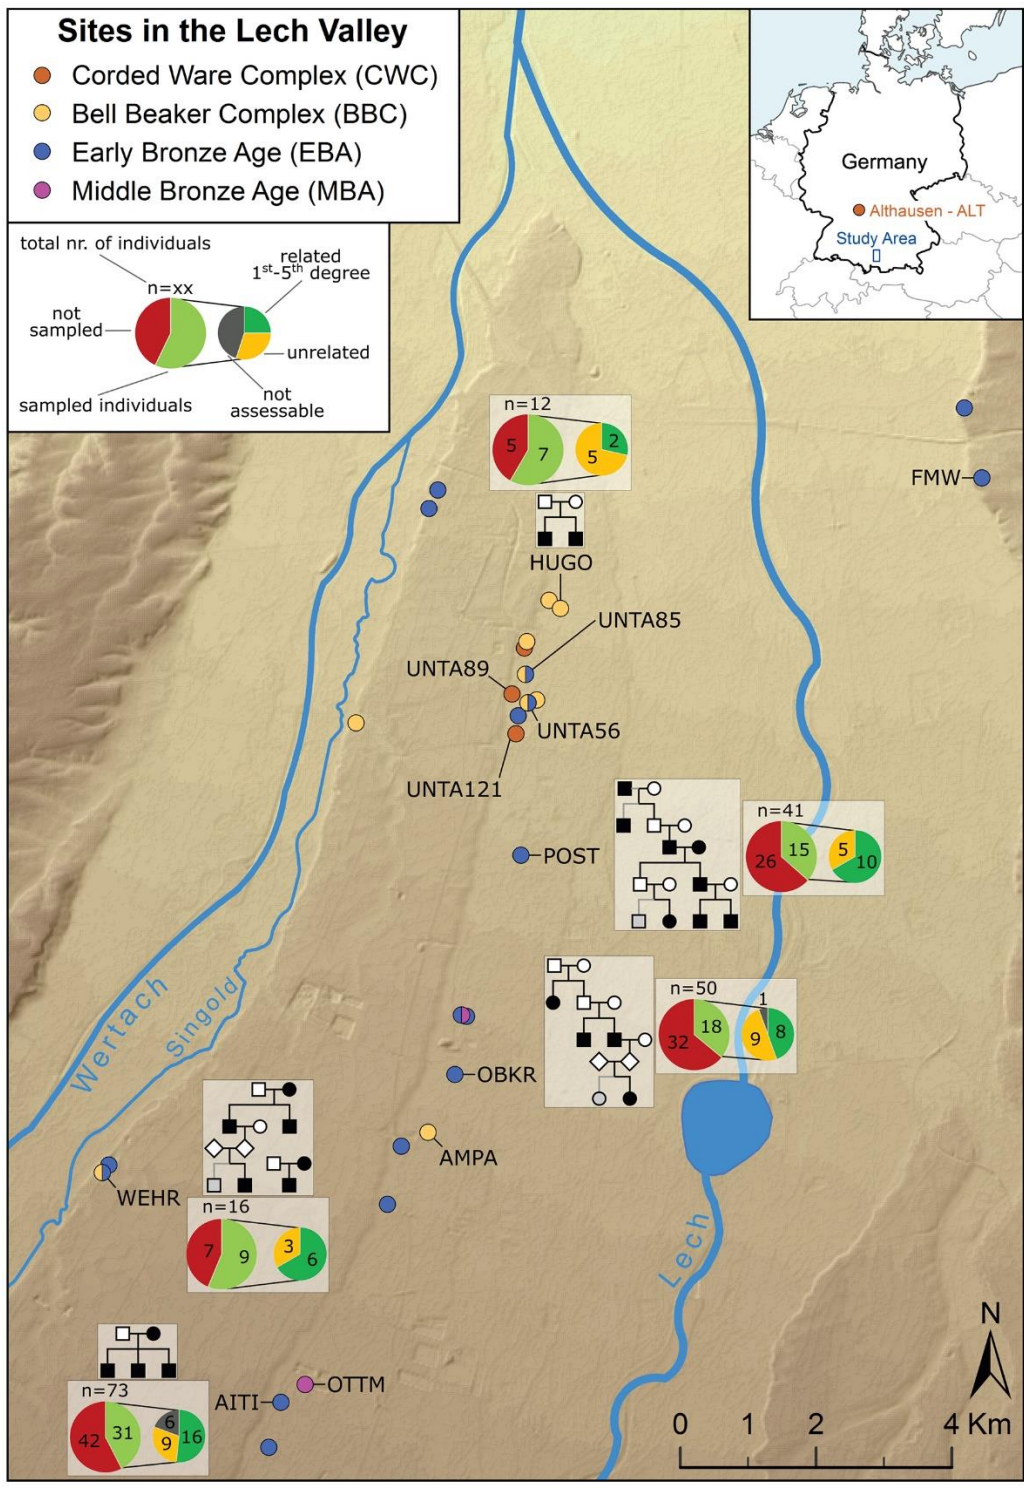 Sites in the Lech Valley
Corded Ware Complex (CWC)
Bell Beaker Complex (BBC)
Early Bronze Age (EBA)
Middle Bronze Age (MBA)
total nr. of individuals
n=xx
related
1st-5th degree
not
sampled
unrelated
not
assessable
sampled individuals
Germany
Althausen - ALT
Study Area
n=12
5
7
5
2
HUGO
FMW
UNTA85
UNTA89
UNTA56
UNTA121
POST
n=41
26
15
5
10
n=50
32
18
1
9
8
Wertach
Singold
OBKR
AMPA
WEHR
n=16
7
9
3
6
Lech
N
n=73
42
31
6
9
16
OTTM
AITI
0 1 2 4 Km